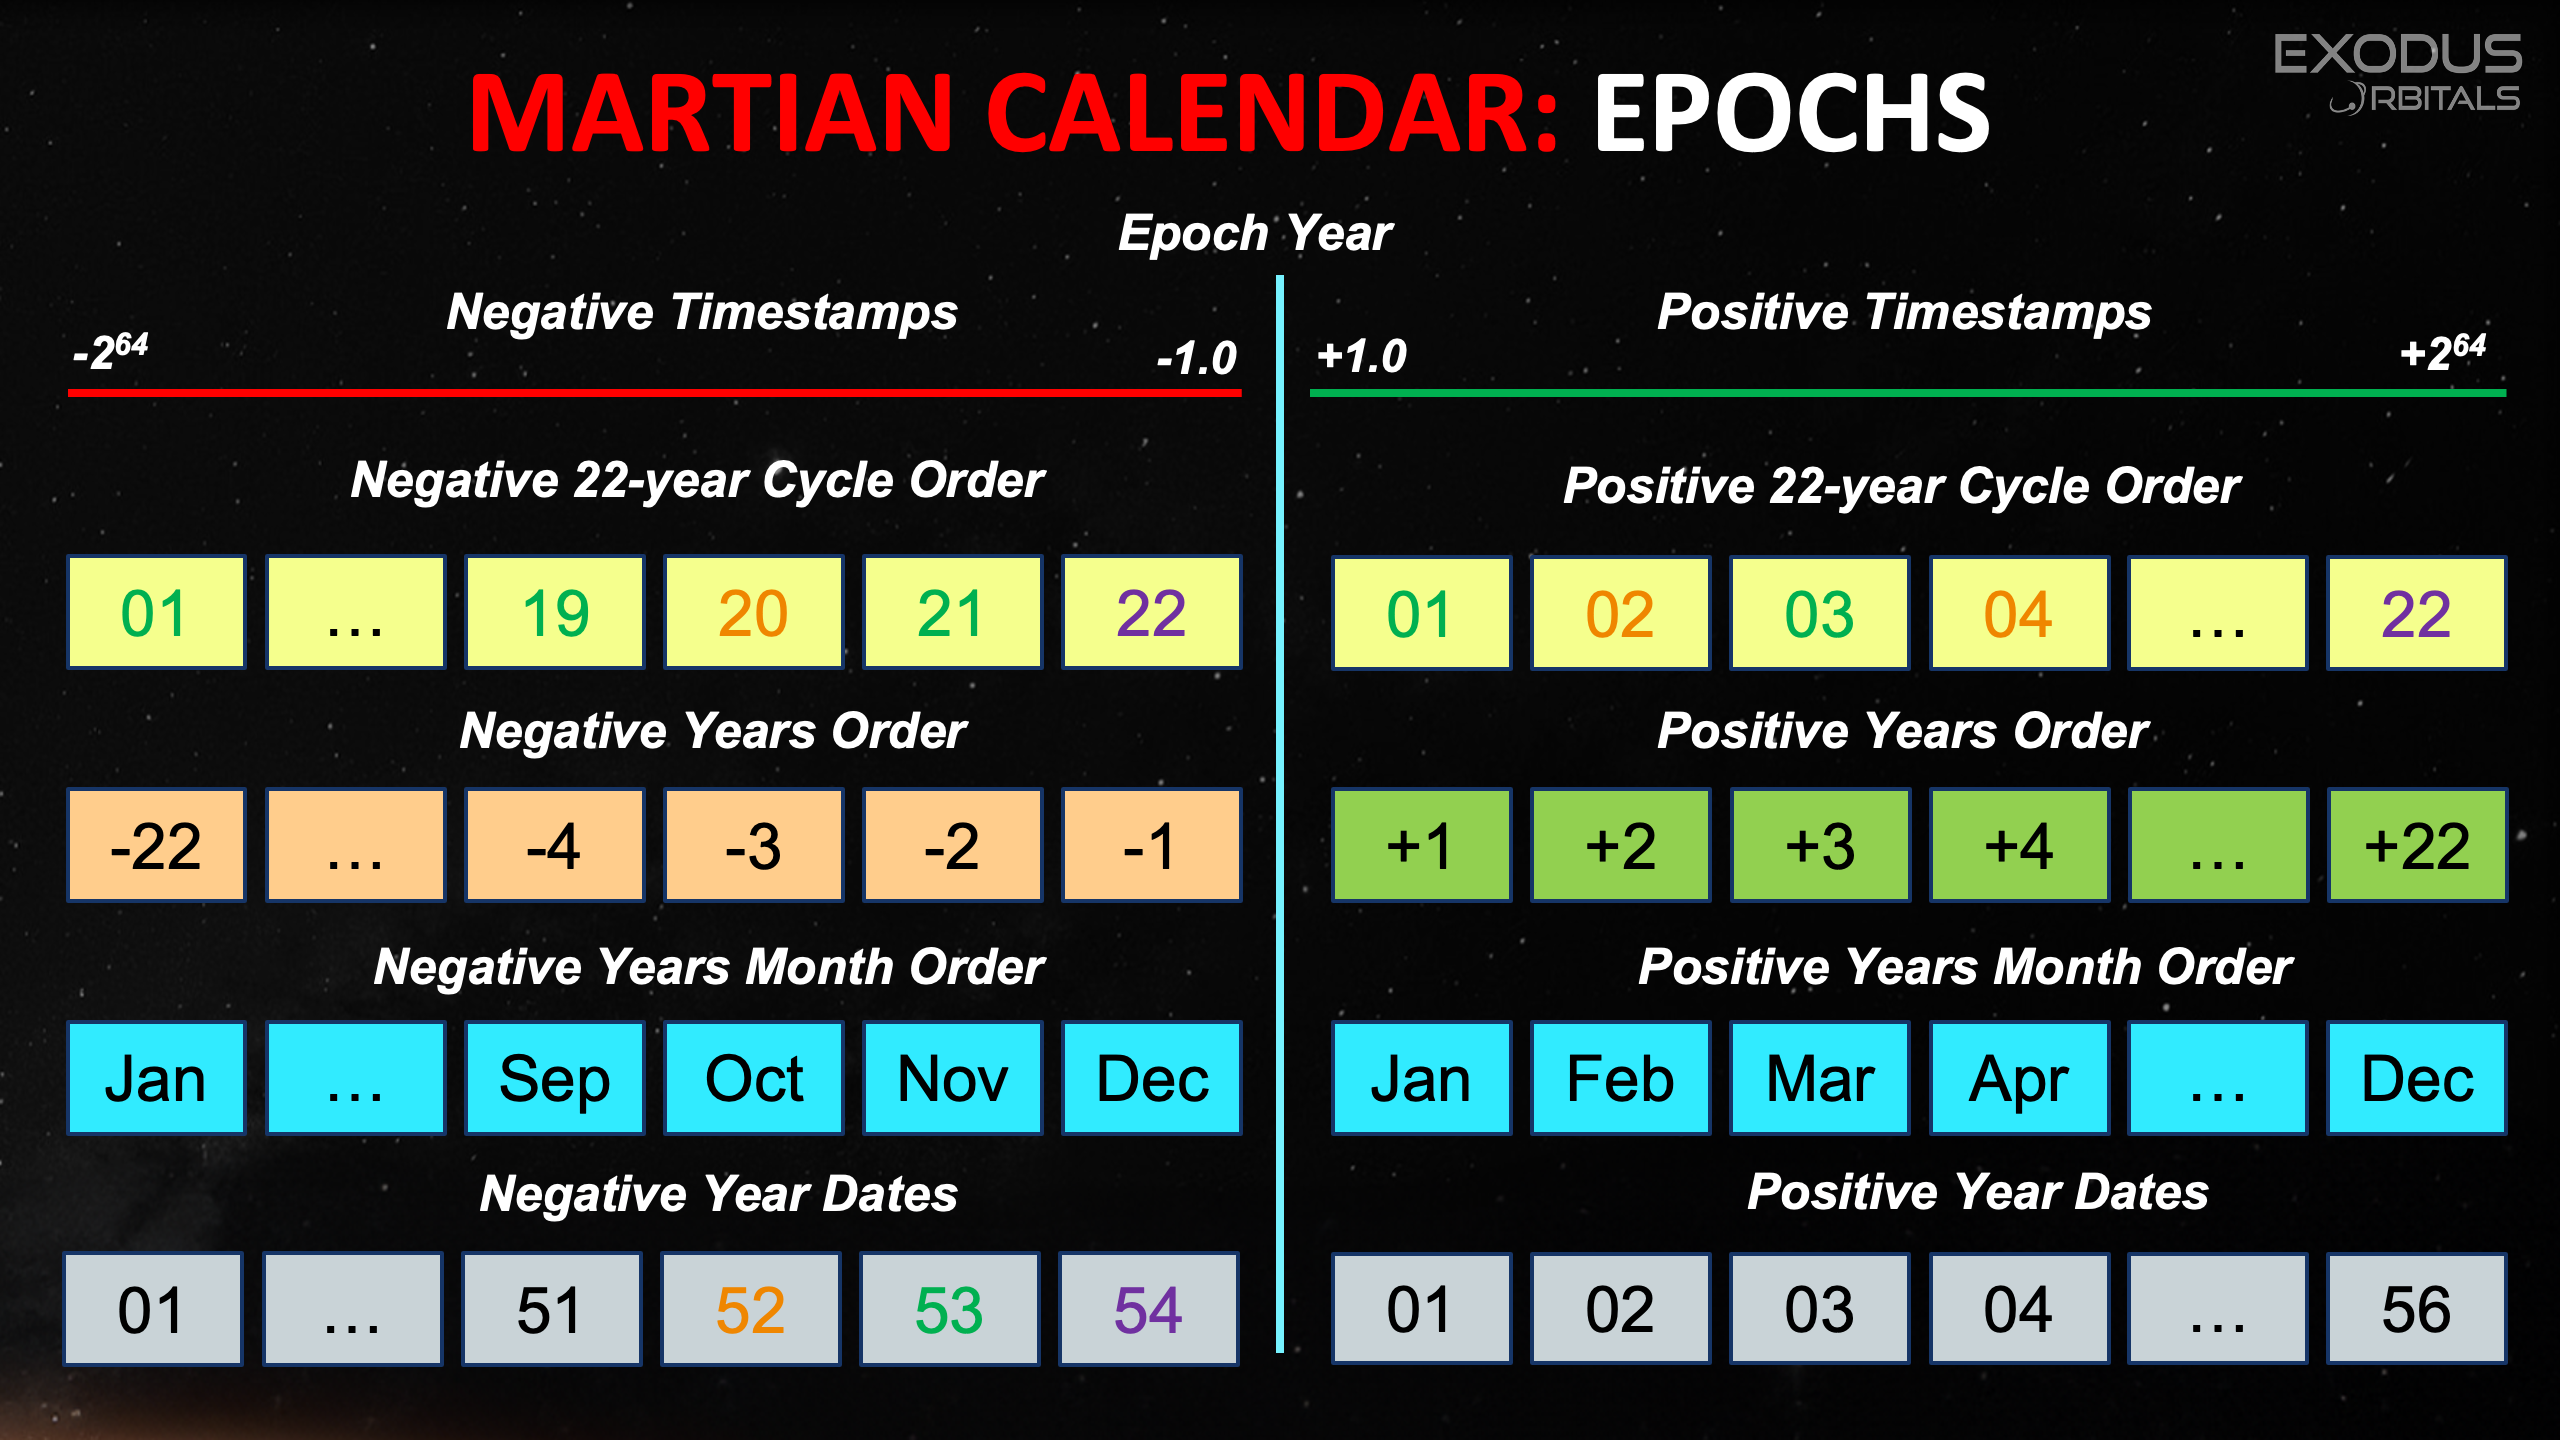 EXODUS
ORBITALS
MARTIAN CALENDAR: EPOCHS
Epoch Year
Negative Timestamps
-2⁶⁴
-1.0
Positive Timestamps
+1.0
+2⁶⁴
Negative 22-year Cycle Order
01 ... 19 20 21 22
Positive 22-year Cycle Order
01 02 03 04 ... 22
Negative Years Order
-22 ... -4 -3 -2 -1
Positive Years Order
+1 +2 +3 +4 ... +22
Negative Years Month Order
Jan ... Sep Oct Nov Dec
Positive Years Month Order
Jan Feb Mar Apr ... Dec
Negative Year Dates
01 ... 51 52 53 54
Positive Year Dates
01 02 03 04 ... 56